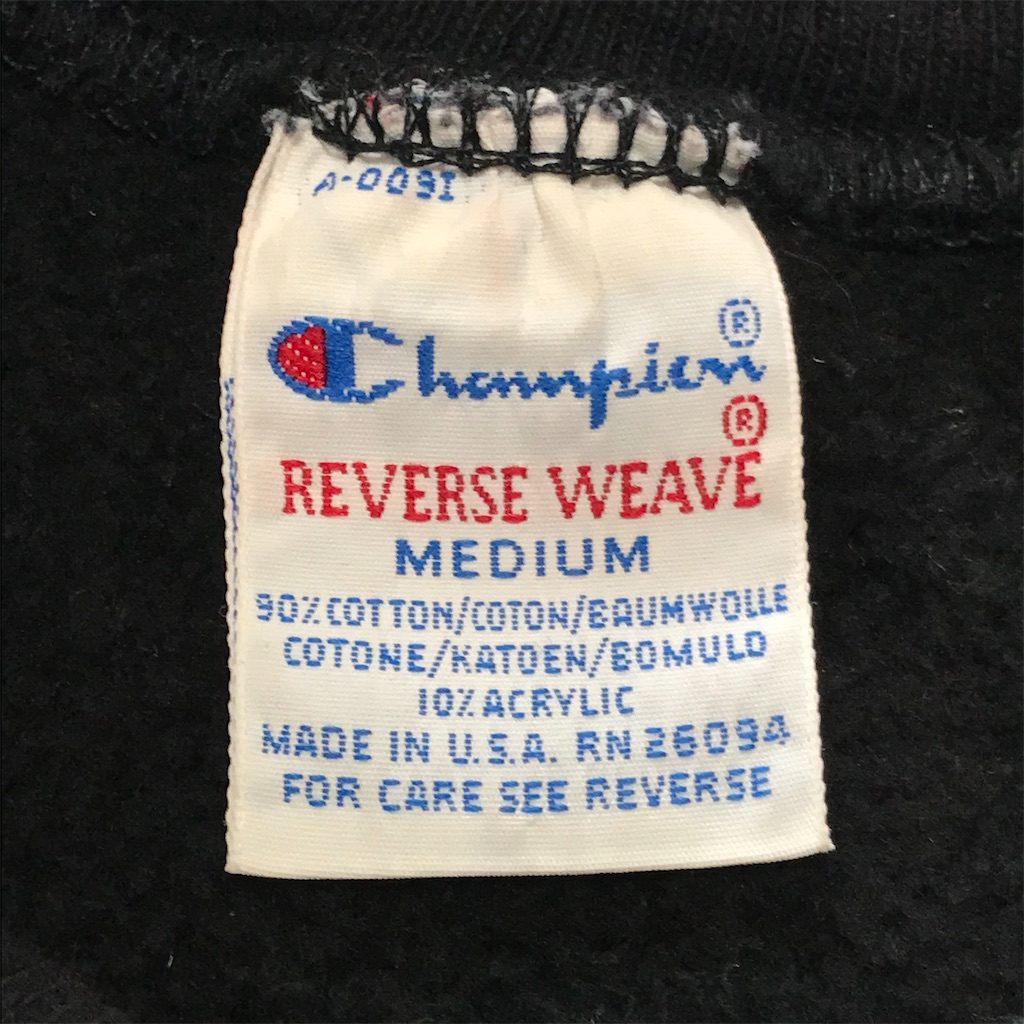 A-0091
Champion®
®
REVERSE WEAVE
MEDIUM
90% COTTON/COTON/BAUMWOLLE
COTONE/KATOEN/BOMULD
10% ACRYLIC
MADE IN U.S.A. RN 26094
FOR CARE SEE REVERSE